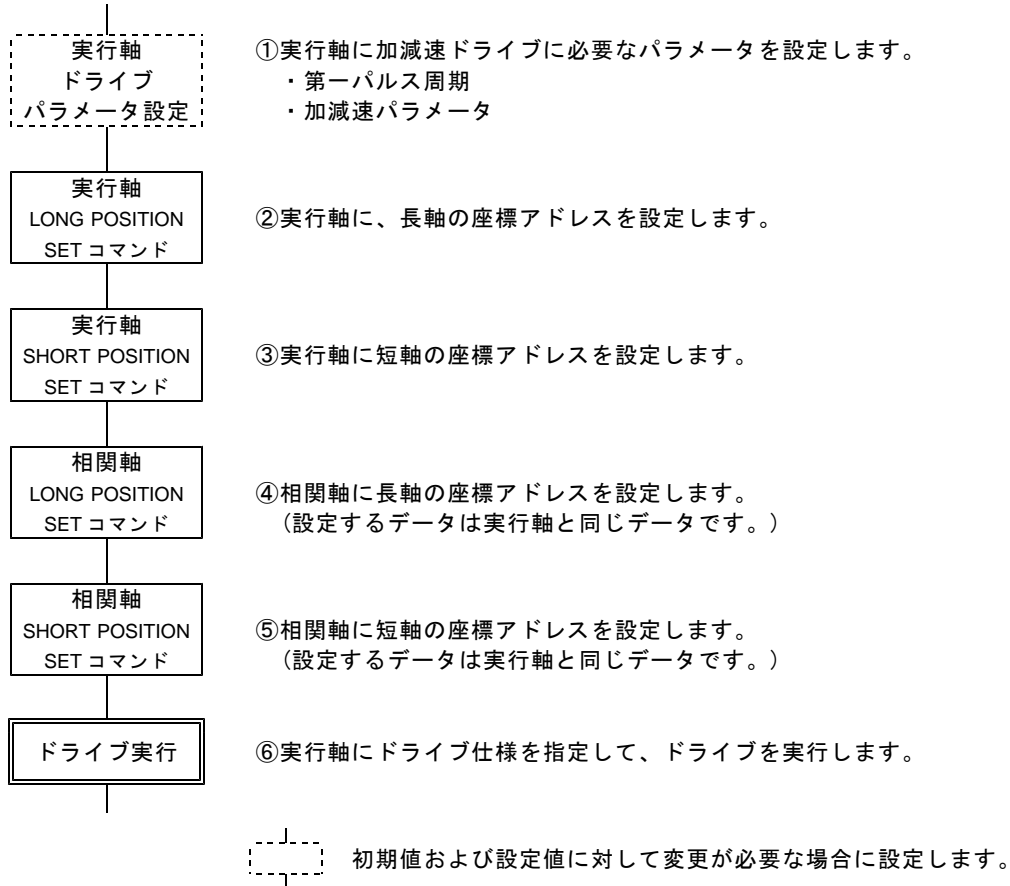 実行軸
ドライブ
パラメータ設定
①実行軸に加減速ドライブに必要なパラメータを設定します。
・第一パルス周期
・加減速パラメータ
実行軸
LONG POSITION
SET コマンド
②実行軸に、長軸の座標アドレスを設定します。
実行軸
SHORT POSITION
SET コマンド
③実行軸に短軸の座標アドレスを設定します。
相関軸
LONG POSITION
SET コマンド
④相関軸に長軸の座標アドレスを設定します。
（設定するデータは実行軸と同じデータです。）
相関軸
SHORT POSITION
SET コマンド
⑤相関軸に短軸の座標アドレスを設定します。
（設定するデータは実行軸と同じデータです。）
ドライブ実行
⑥実行軸にドライブ仕様を指定して、ドライブを実行します。
初期値および設定値に対して変更が必要な場合に設定します。